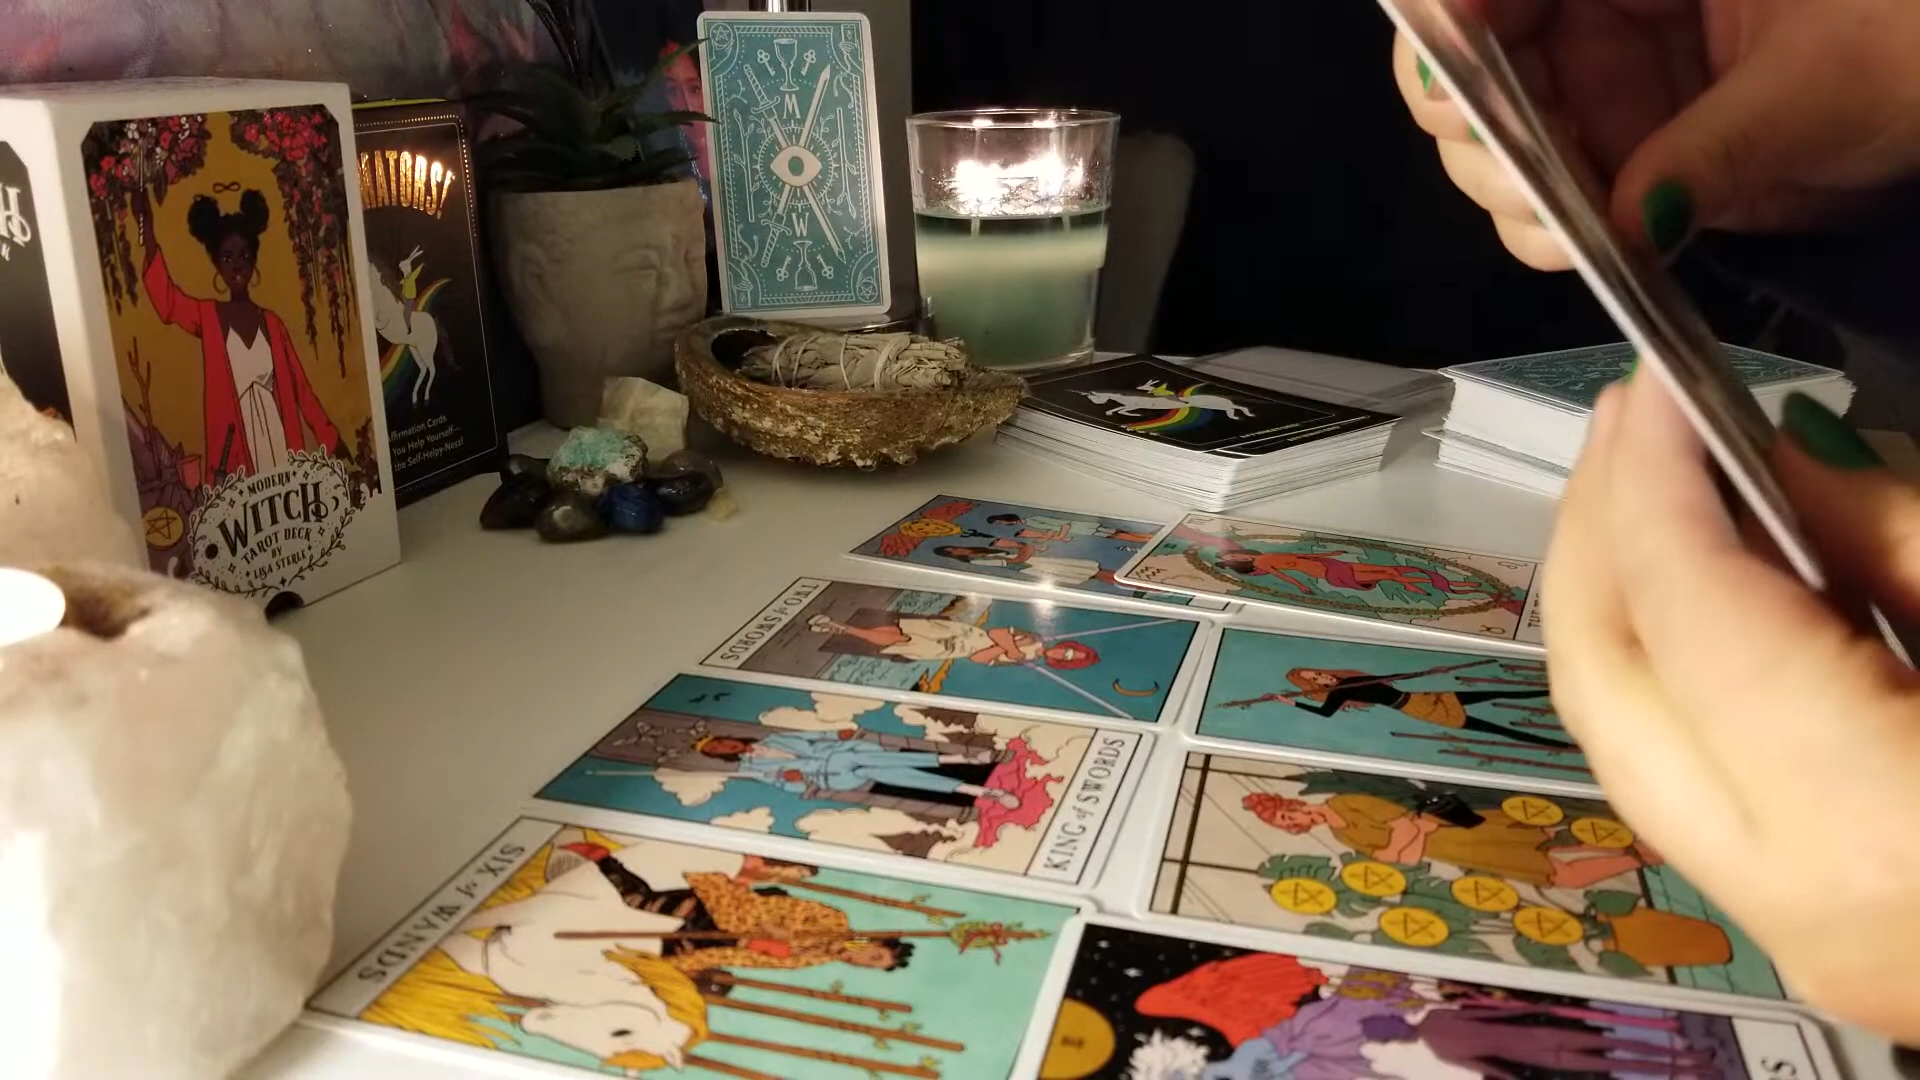 MODERN
WITCH
TAROT DECK
BY
LISA STERLE
NATORS!
Affirmation Cards
You Help Yourself—
the Self-Helpy-Ness!
M
W
TWO of SWORDS
KING of SWORDS
SIX of WANDS